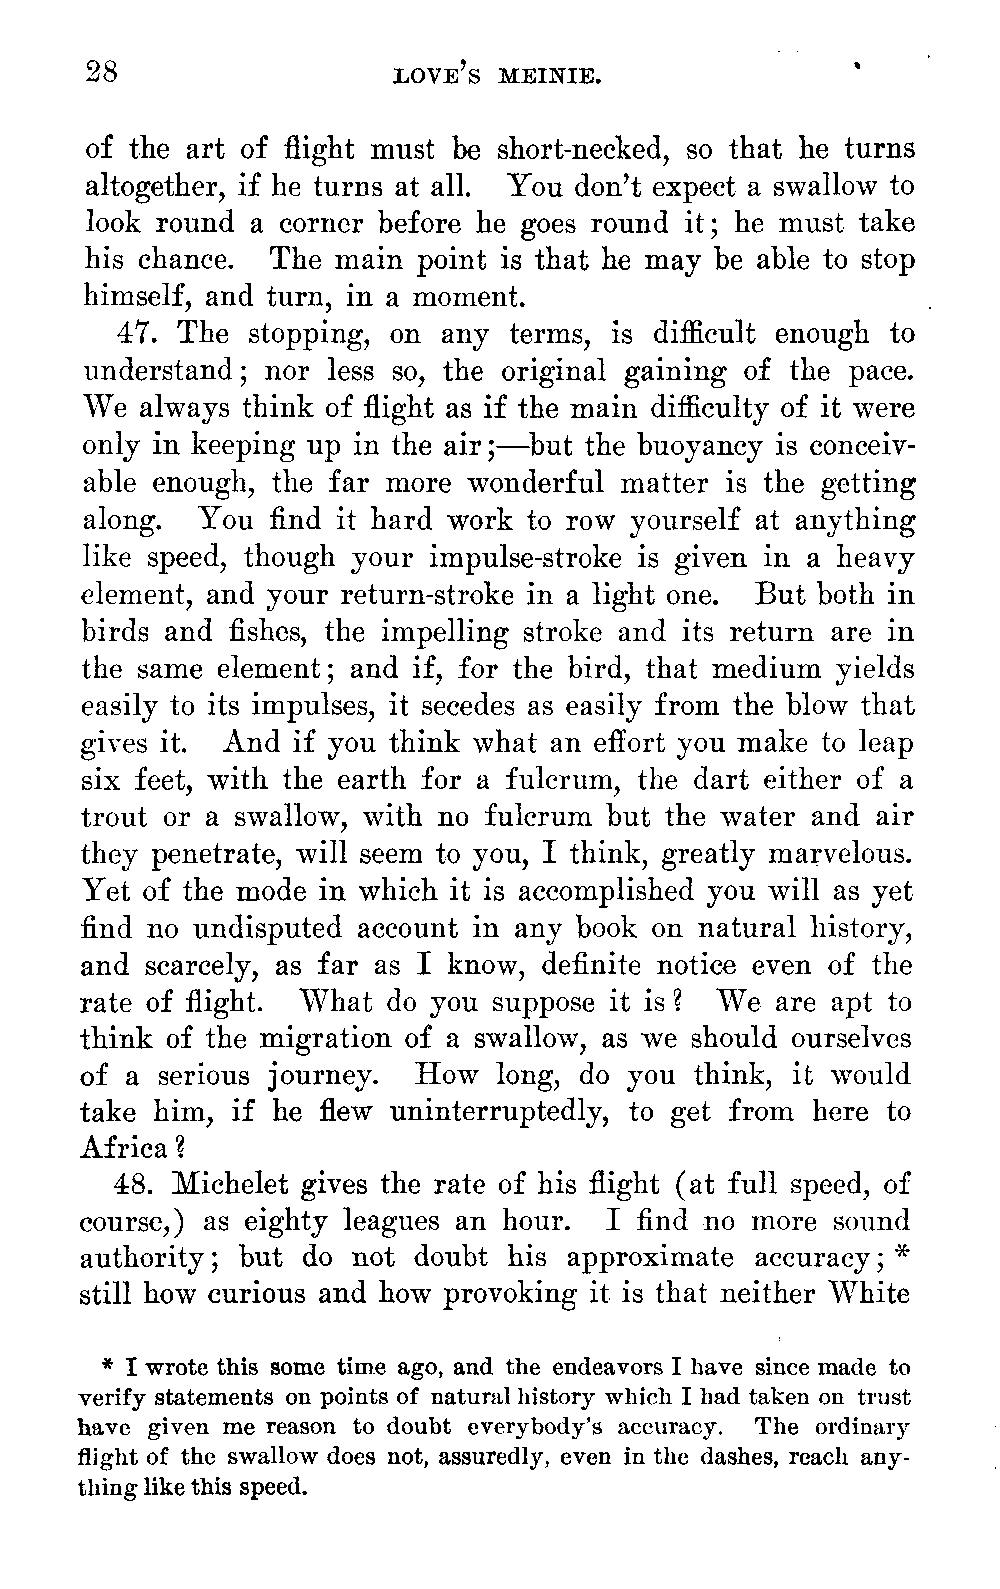 28 LOVE'S MEINIE.
of the art of flight must be short-necked, so that he turns
altogether, if he turns at all. You don't expect a swallow to
look round a corner before he goes round it; he must take
his chance. The main point is that he may be able to stop
himself, and turn, in a moment.
47. The stopping, on any terms, is difficult enough to
understand; nor less so, the original gaining of the pace.
We always think of flight as if the main difficulty of it were
only in keeping up in the air;—but the buoyancy is conceiv-
able enough, the far more wonderful matter is the getting
along. You find it hard work to row yourself at anything
like speed, though your impulse-stroke is given in a heavy
element, and your return-stroke in a light one. But both in
birds and fishes, the impelling stroke and its return are in
the same element; and if, for the bird, that medium yields
easily to its impulses, it secedes as easily from the blow that
gives it. And if you think what an effort you make to leap
six feet, with the earth for a fulcrum, the dart either of a
trout or a swallow, with no fulcrum but the water and air
they penetrate, will seem to you, I think, greatly marvelous.
Yet of the mode in which it is accomplished you will as yet
find no undisputed account in any book on natural history,
and scarcely, as far as I know, definite notice even of the
rate of flight. What do you suppose it is? We are apt to
think of the migration of a swallow, as we should ourselves
of a serious journey. How long, do you think, it would
take him, if he flew uninterruptedly, to get from here to
Africa?
48. Michelet gives the rate of his flight (at full speed, of
course,) as eighty leagues an hour. I find no more sound
authority; but do not doubt his approximate accuracy; *
still how curious and how provoking it is that neither White
* I wrote this some time ago, and the endeavors I have since made to
verify statements on points of natural history which I had taken on trust
have given me reason to doubt everybody's accuracy. The ordinary
flight of the swallow does not, assuredly, even in the dashes, reach any-
thing like this speed.